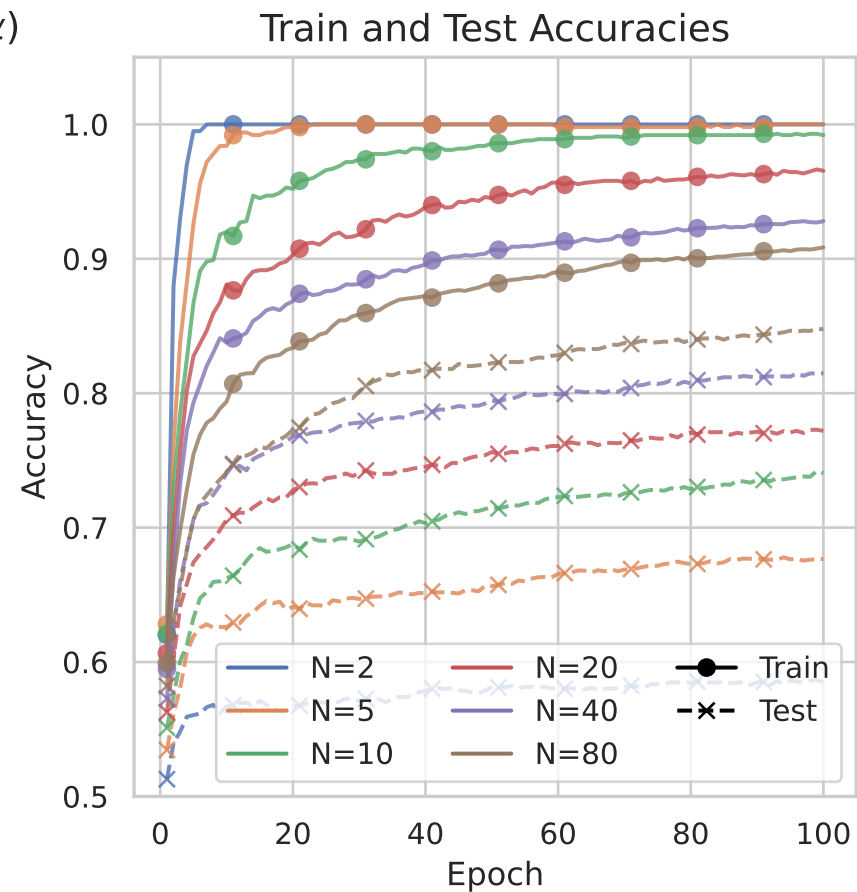 Train and Test Accuracies
1.0
0.9
0.8
0.7
0.6
0.5
Accuracy
N=2 N=20 Train
N=5 N=40 Test
N=10 N=80
0 20 40 60 80 100
Epoch